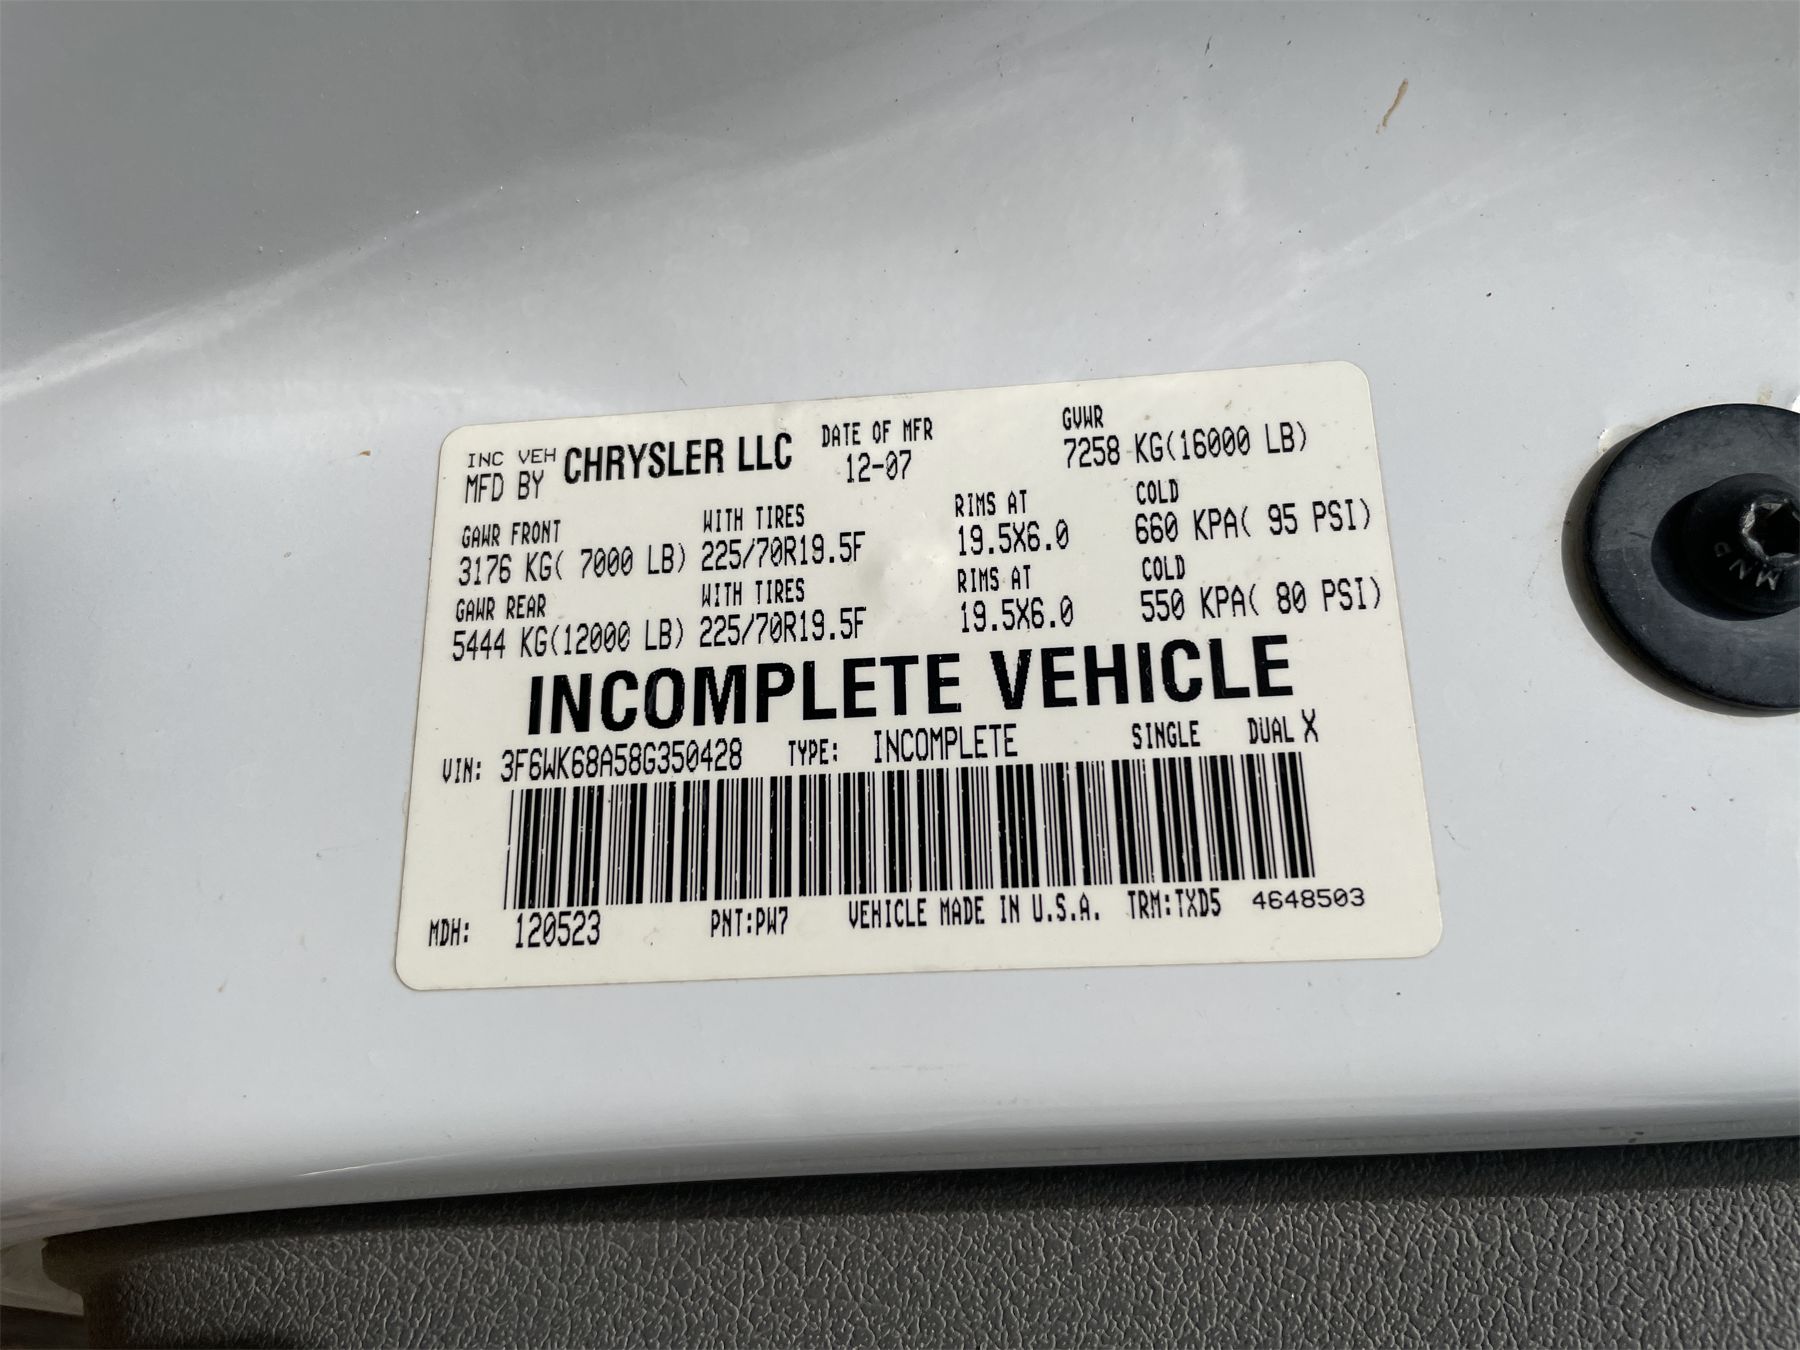 INC VEH
MFD BY CHRYSLER LLC
DATE OF MFR
12-07
GVWR
7258 KG(16000 LB)
GAWR FRONT WITH TIRES RIMS AT COLD
3176 KG( 7000 LB) 225/70R19.5F 19.5X6.0 660 KPA( 95 PSI)
GAWR REAR WITH TIRES RIMS AT COLD
5444 KG(12000 LB) 225/70R19.5F 19.5X6.0 550 KPA( 80 PSI)
INCOMPLETE VEHICLE
VIN: 3F6WK68A58G350428 TYPE: INCOMPLETE SINGLE DUAL X
MDH: 120523 PNT:PW7 VEHICLE MADE IN U.S.A. TRM:TXD5 4648503